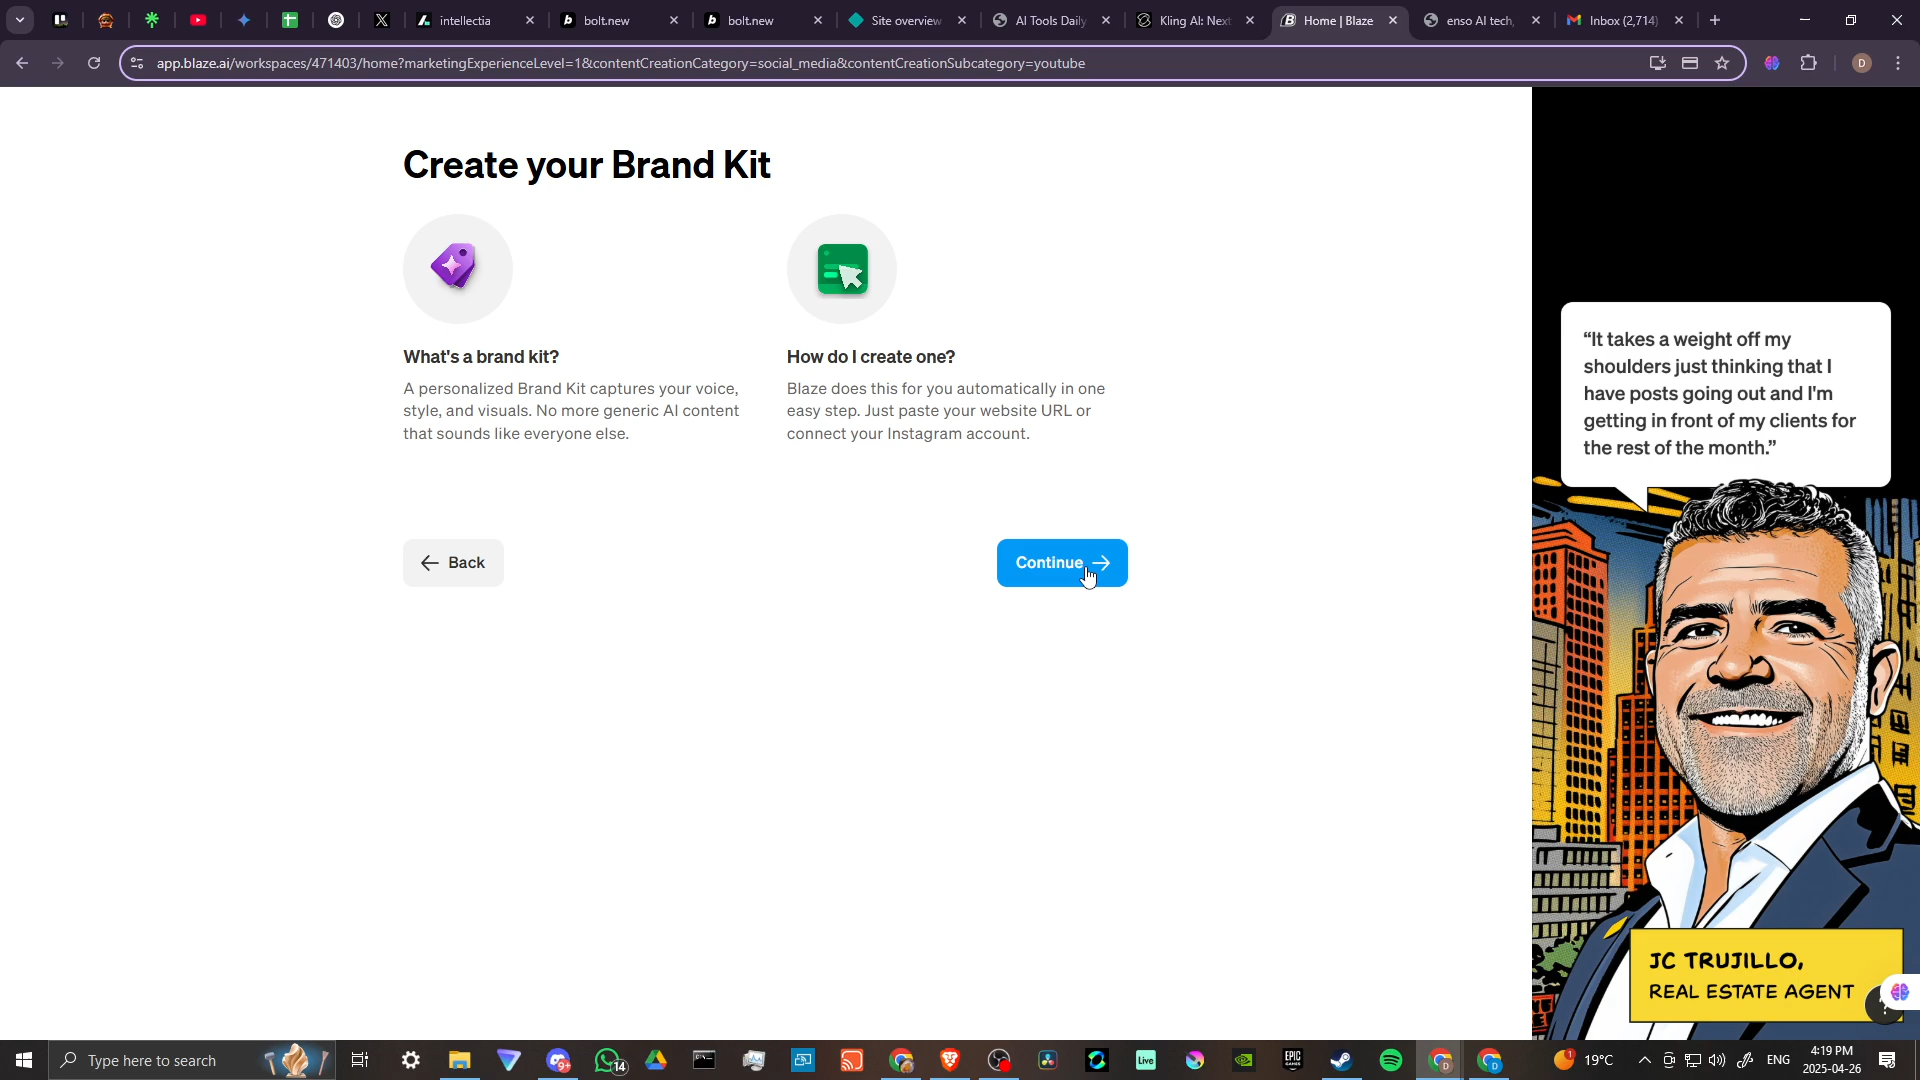 intellectia
bolt.new
bolt.new
Site overview
AI Tools Daily
Kling AI: Next
Home | Blaze
enso AI tech,
Inbox (2,714)
app.blaze.ai/workspaces/471403/home?marketingExperienceLevel=1&contentCreationCategory=social_media&contentCreationSubcategory=youtube
D
Create your Brand Kit
What's a brand kit?
A personalized Brand Kit captures your voice,
style, and visuals. No more generic AI content
that sounds like everyone else.
How do I create one?
Blaze does this for you automatically in one
easy step. Just paste your website URL or
connect your Instagram account.
Back
Continue
“It takes a weight off my
shoulders just thinking that I
have posts going out and I'm
getting in front of my clients for
the rest of the month.”
JC TRUJILLO,
REAL ESTATE AGENT
Type here to search
9+
14
Live
EPIC
GAMES
D
D
1
19°C
ENG
4:19 PM
2025-04-26